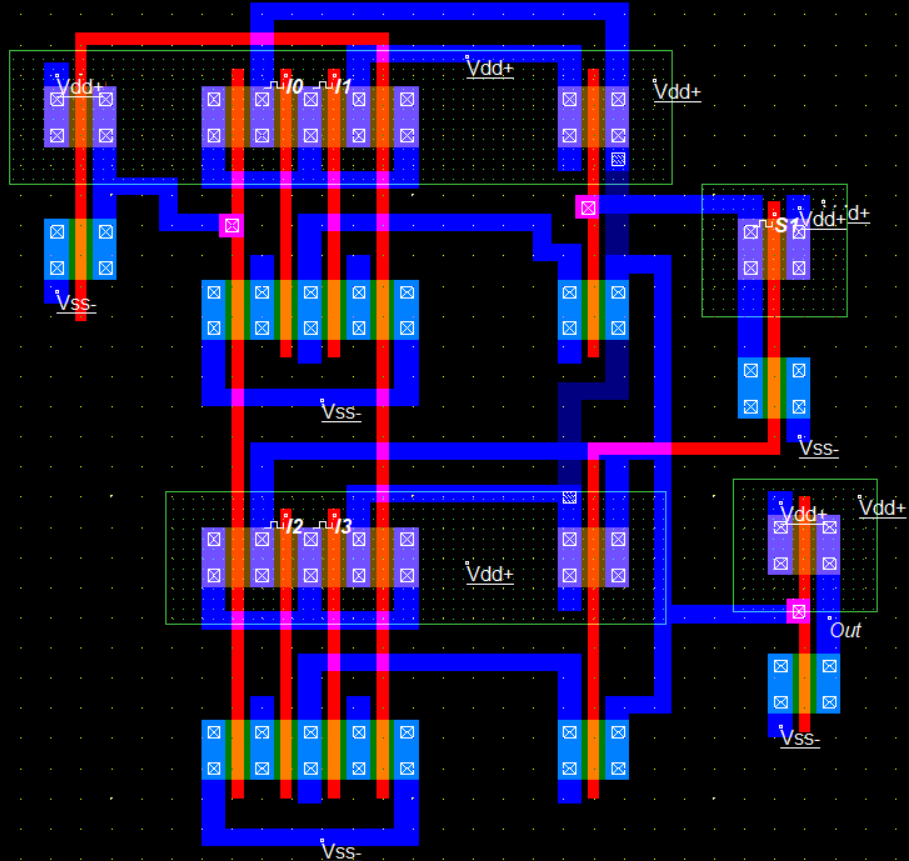 Vdd+
Vdd+
I0
I1
Vdd+
Vdd+
d+
S1
Vss-
Vss-
Vss-
Vdd+
Vdd+
I2
I3
Vdd+
Out
Vss-
Vss-